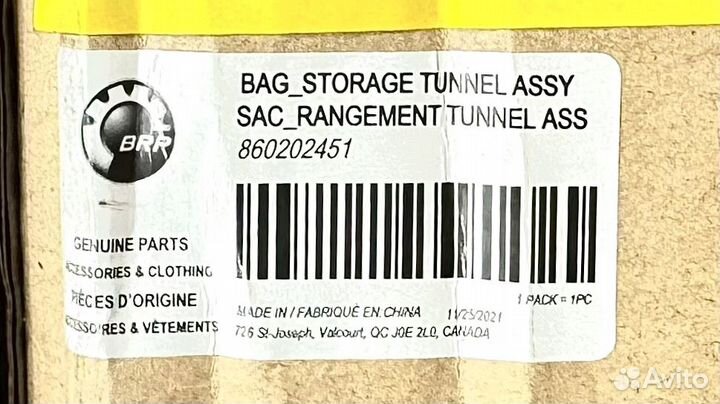 BAG_STORAGE TUNNEL ASSY
SAC_RANGEMENT TUNNEL ASS
860202451
BRP
GENUINE PARTS
ACCESSORIES & CLOTHING
PIÈCES D'ORIGINE
ACCESSOIRES & VÊTEMENTS
MADE IN / FABRIQUÉ EN CHINA
11/25/2021
1 PACK = 1PC
726 St-Joseph, Valcourt, QC J0E 2L0, CANADA
Avito